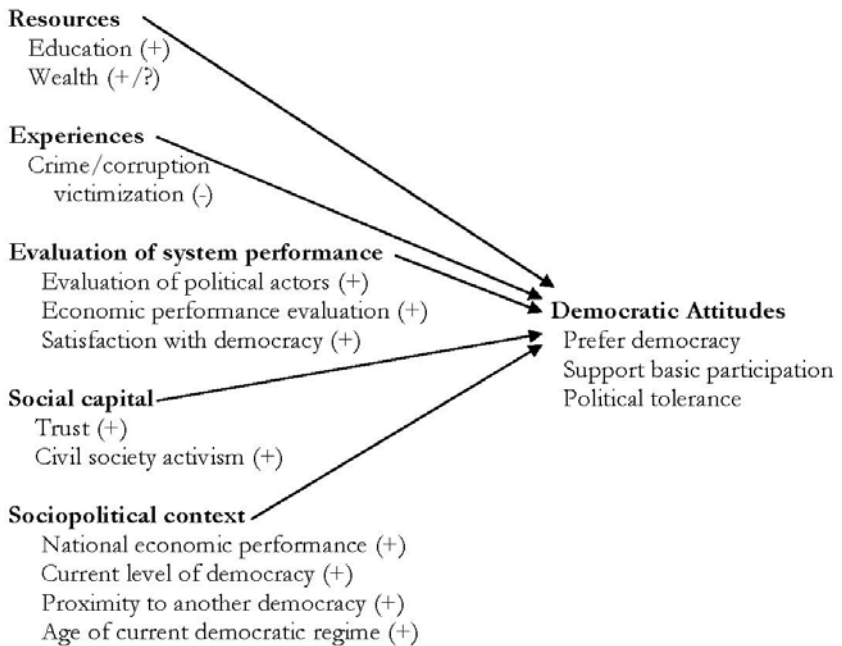 Resources
Education (+)
Wealth (+/?)
Experiences
Crime/corruption
victimization (-)
Evaluation of system performance
Evaluation of political actors (+)
Economic performance evaluation (+)
Satisfaction with democracy (+)
Social capital
Trust (+)
Civil society activism (+)
Sociopolitical context
National economic performance (+)
Current level of democracy (+)
Proximity to another democracy (+)
Age of current democratic regime (+)
Democratic Attitudes
Prefer democracy
Support basic participation
Political tolerance